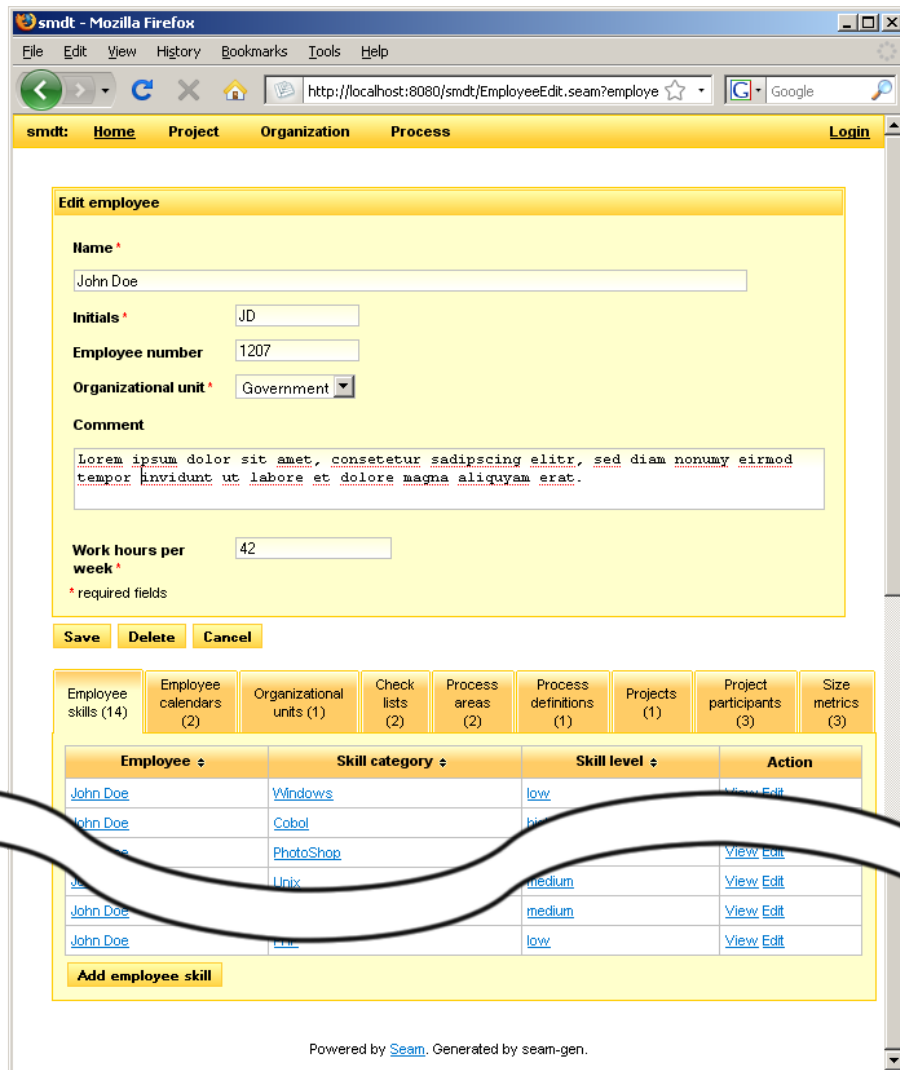 smdt - Mozilla Firefox
File Edit View History Bookmarks Tools Help
http://localhost:8080/smdt/EmployeeEdit.seam?employe G Google
smdt: Home Project Organization Process Login
Edit employee
Name *
John Doe
Initials * JD
Employee number 1207
Organizational unit * Government
Comment
Lorem ipsum dolor sit amet, consetetur sadipscing elitr, sed diam nonumy eirmod
tempor invidunt ut labore et dolore magna aliquyam erat.
Work hours per
week * 42
* required fields
Save Delete Cancel
Employee skills (14) Employee calendars (2) Organizational units (1) Check lists (2) Process areas (2) Process definitions (1) Projects (1) Project participants (3) Size metrics (3)
Employee Skill category Skill level Action
John Doe Windows low View Edit
John Doe Cobol
PhotoShop View Edit
Unix medium View Edit
John Doe medium View Edit
John Doe low View Edit
Add employee skill
Powered by Seam. Generated by seam-gen.